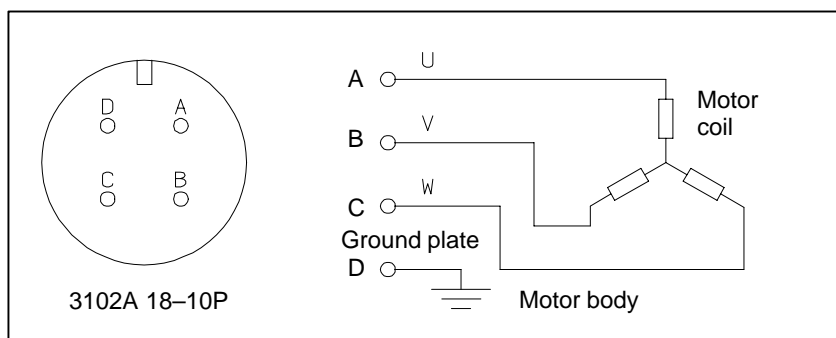 D A
C B
3102A 18–10P
A U
B V
C W
Ground plate
D
Motor
coil
Motor body